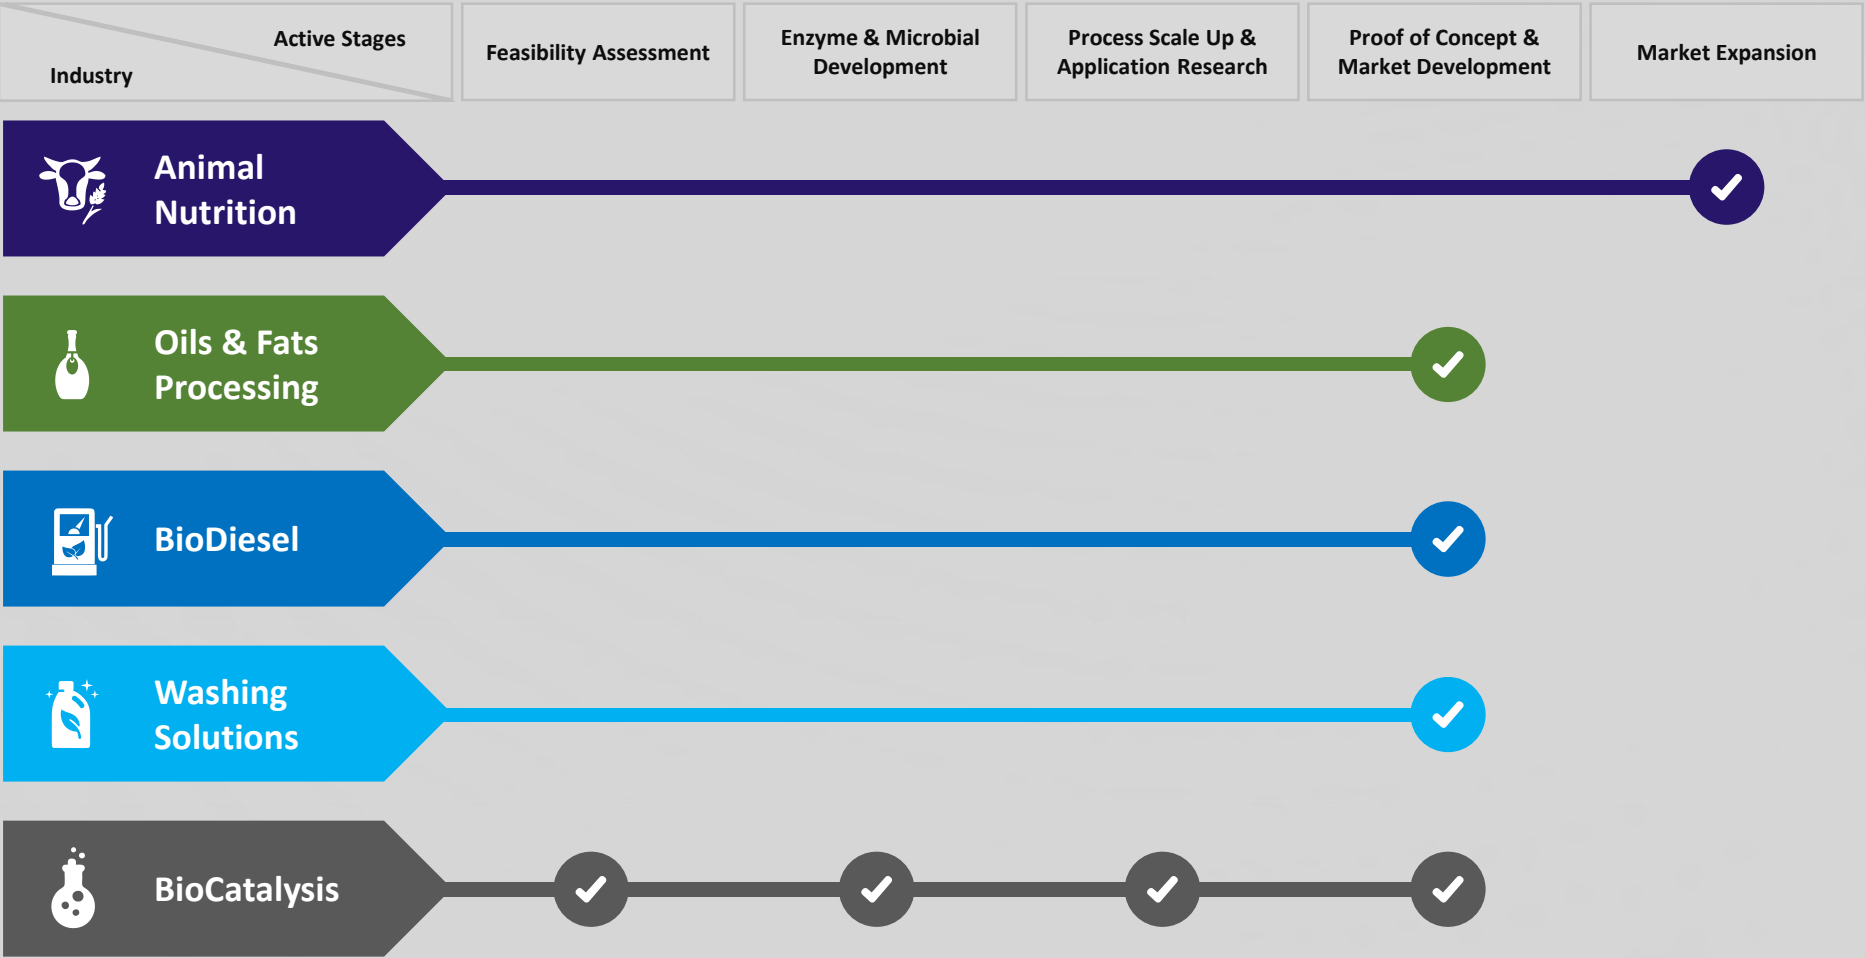 Active Stages
Industry
Feasibility Assessment
Enzyme & Microbial
Development
Process Scale Up &
Application Research
Proof of Concept &
Market Development
Market Expansion
Animal
Nutrition
Oils & Fats
Processing
BioDiesel
Washing
Solutions
BioCatalysis